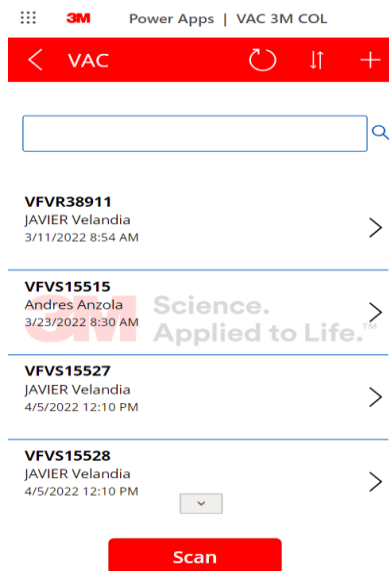 3M Power Apps | VAC 3M COL
VAC
VFVR38911
JAVIER Velandia
3/11/2022 8:54 AM
VFVS15515
Andres Anzola
3/23/2022 8:30 AM
3M Science.
Applied to Life.™
VFVS15527
JAVIER Velandia
4/5/2022 12:10 PM
VFVS15528
JAVIER Velandia
4/5/2022 12:10 PM
Scan